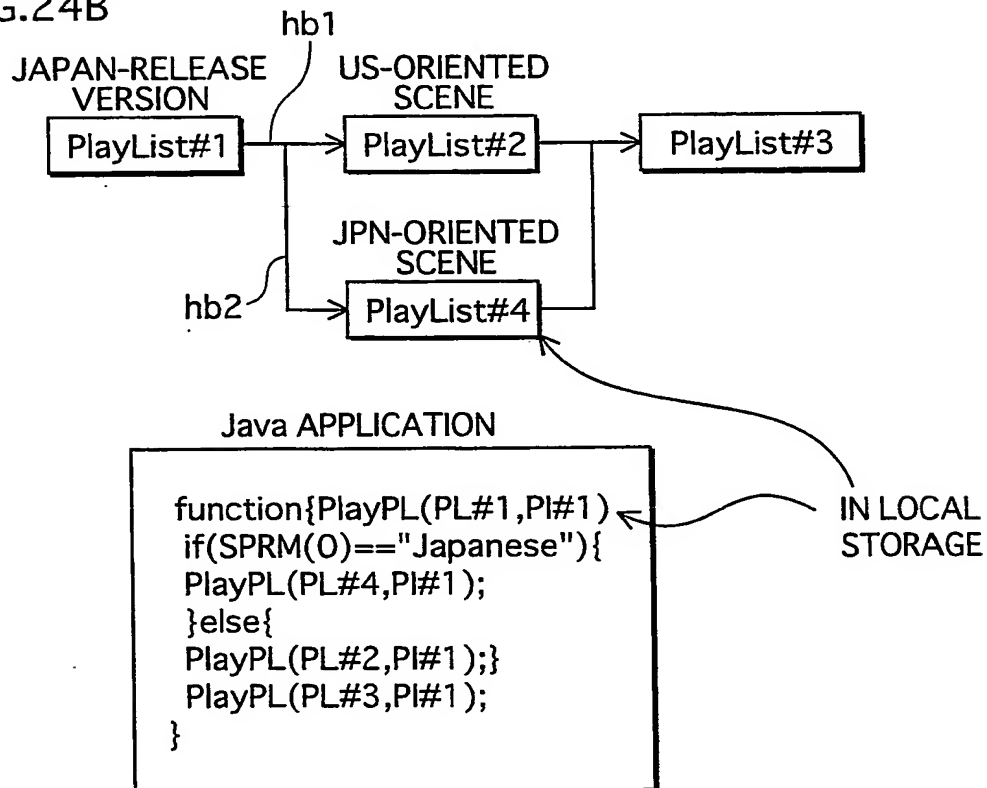 G.24B
hb1
JAPAN-RELEASE
VERSION
US-ORIENTED
SCENE
PlayList#1
PlayList#2
PlayList#3
JPN-ORIENTED
SCENE
hb2
PlayList#4
Java APPLICATION
function{PlayPL(PL#1,PI#1)
if(SPRM(0)=="Japanese"){
PlayPL(PL#4,PI#1);
}else{
PlayPL(PL#2,PI#1);}
PlayPL(PL#3,PI#1);
}
IN LOCAL
STORAGE